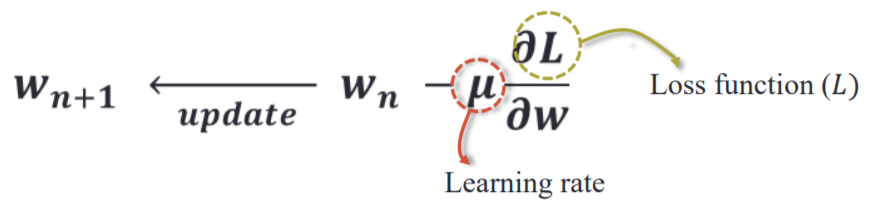 w_{n+1} ⟵ w_n − μ ∂L/∂w
update
Loss function (L)
Learning rate